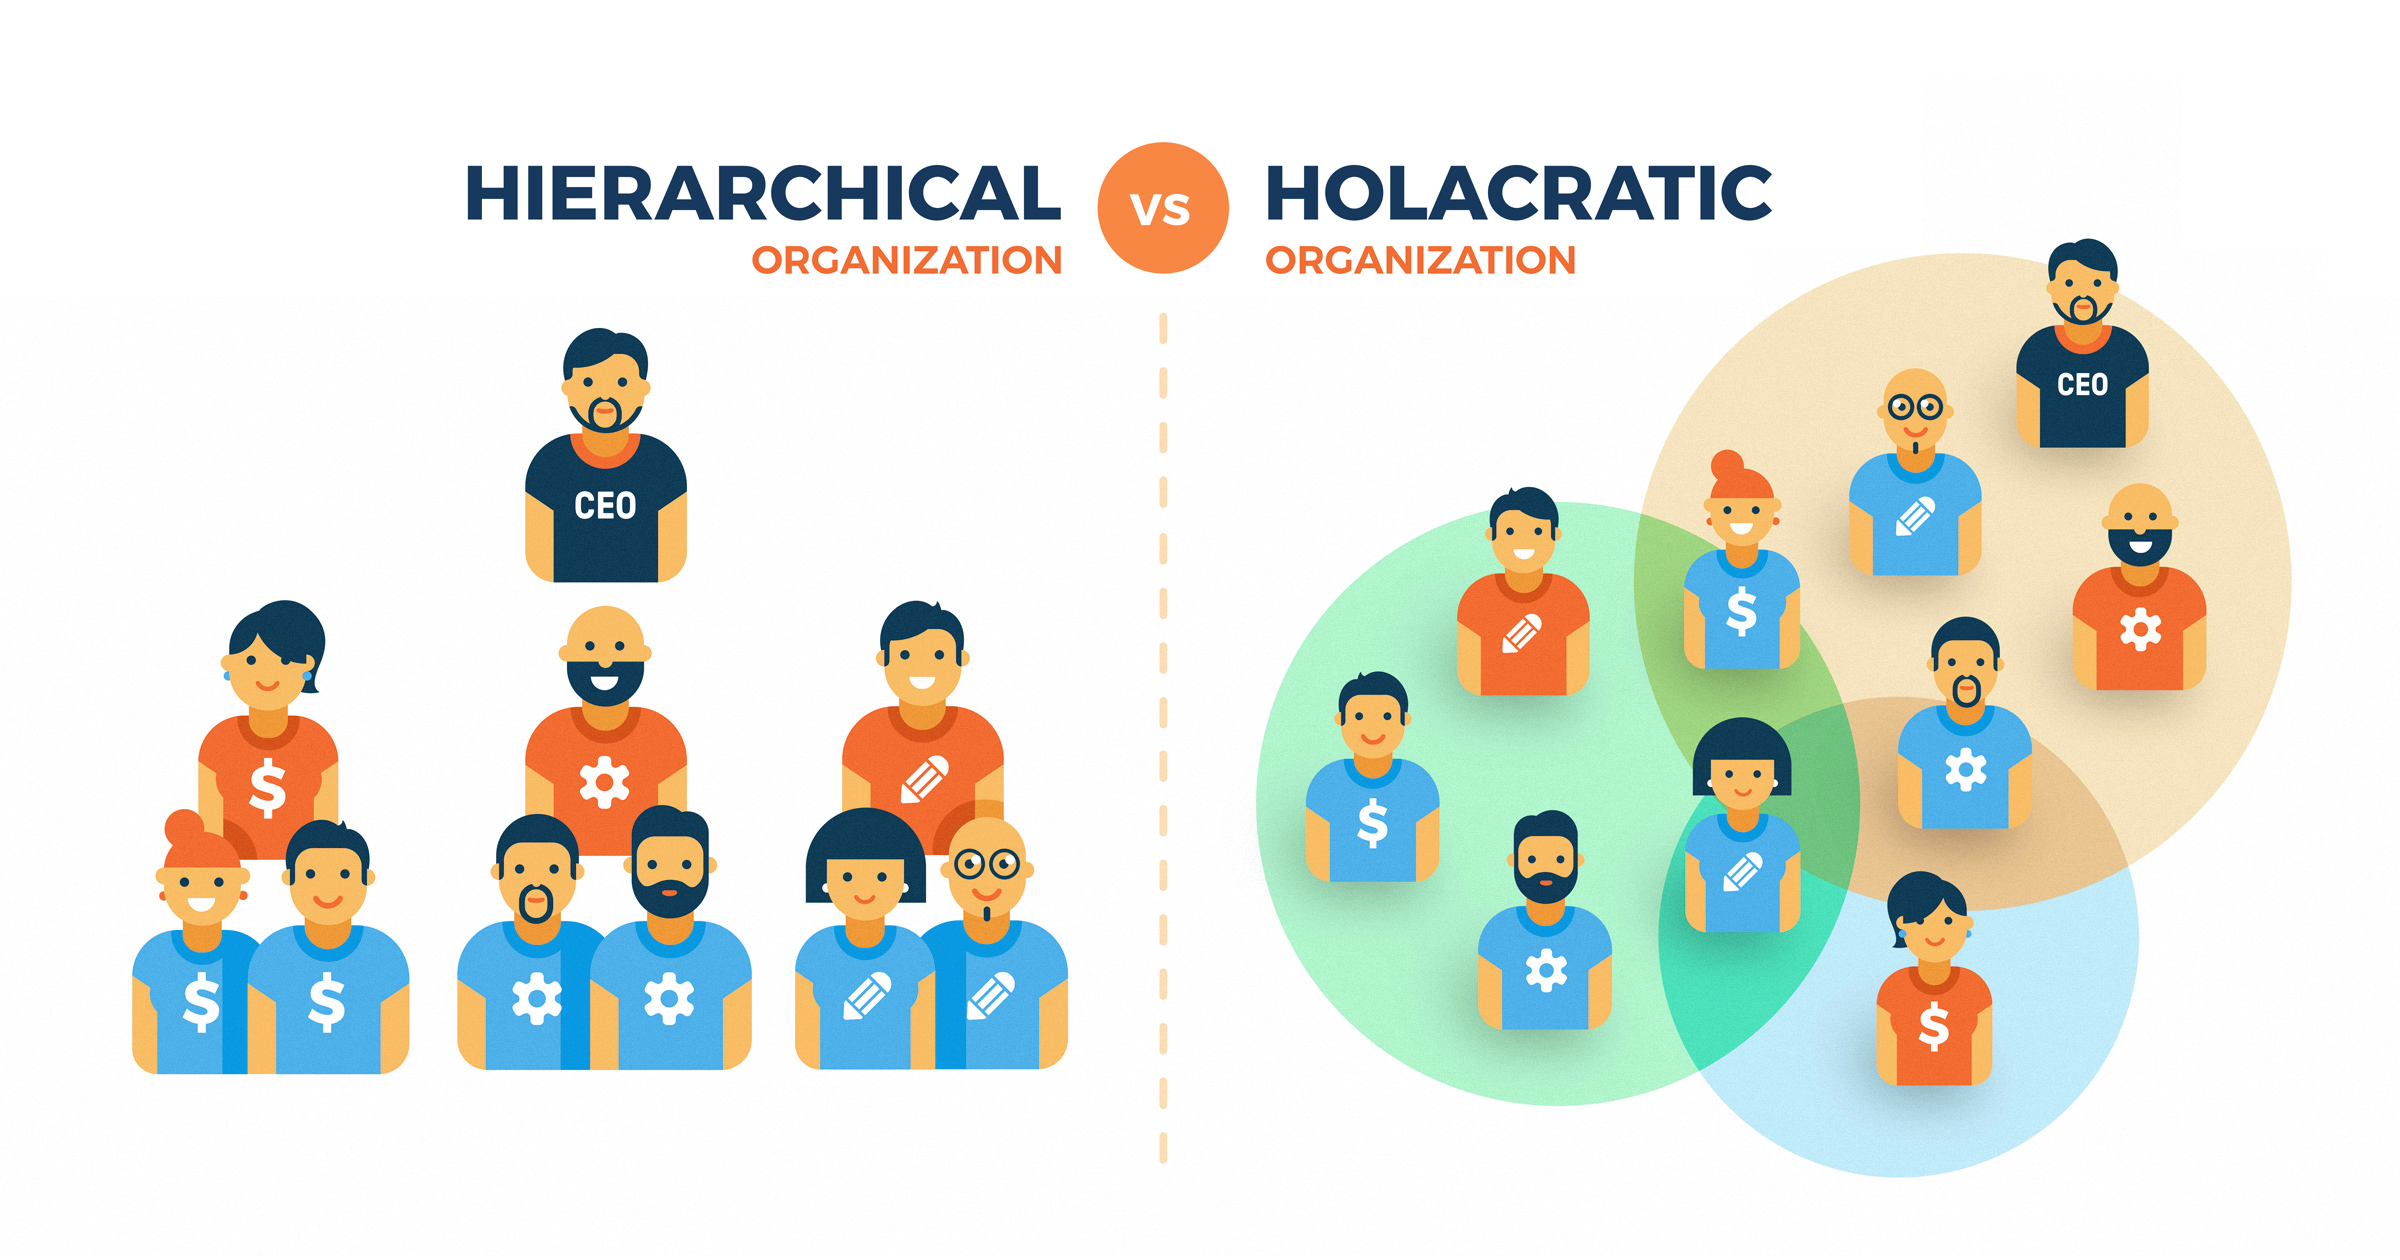 HIERARCHICAL
ORGANIZATION
VS
HOLACRATIC
ORGANIZATION
CEO
$
$
$
CEO
$
$
$